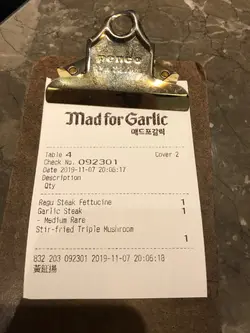 Mad for Garlic
매드포갈릭
Table 4 Cover 2
Check No. 092301
Date 2019-11-07 20:06:17
Description
Qty
Ragu Steak Fettucine 1
Garlic Steak 1
- Medium Rare
Stir-fried Triple Mushroom
1
832 203 092301 2019-11-07 20:06:18